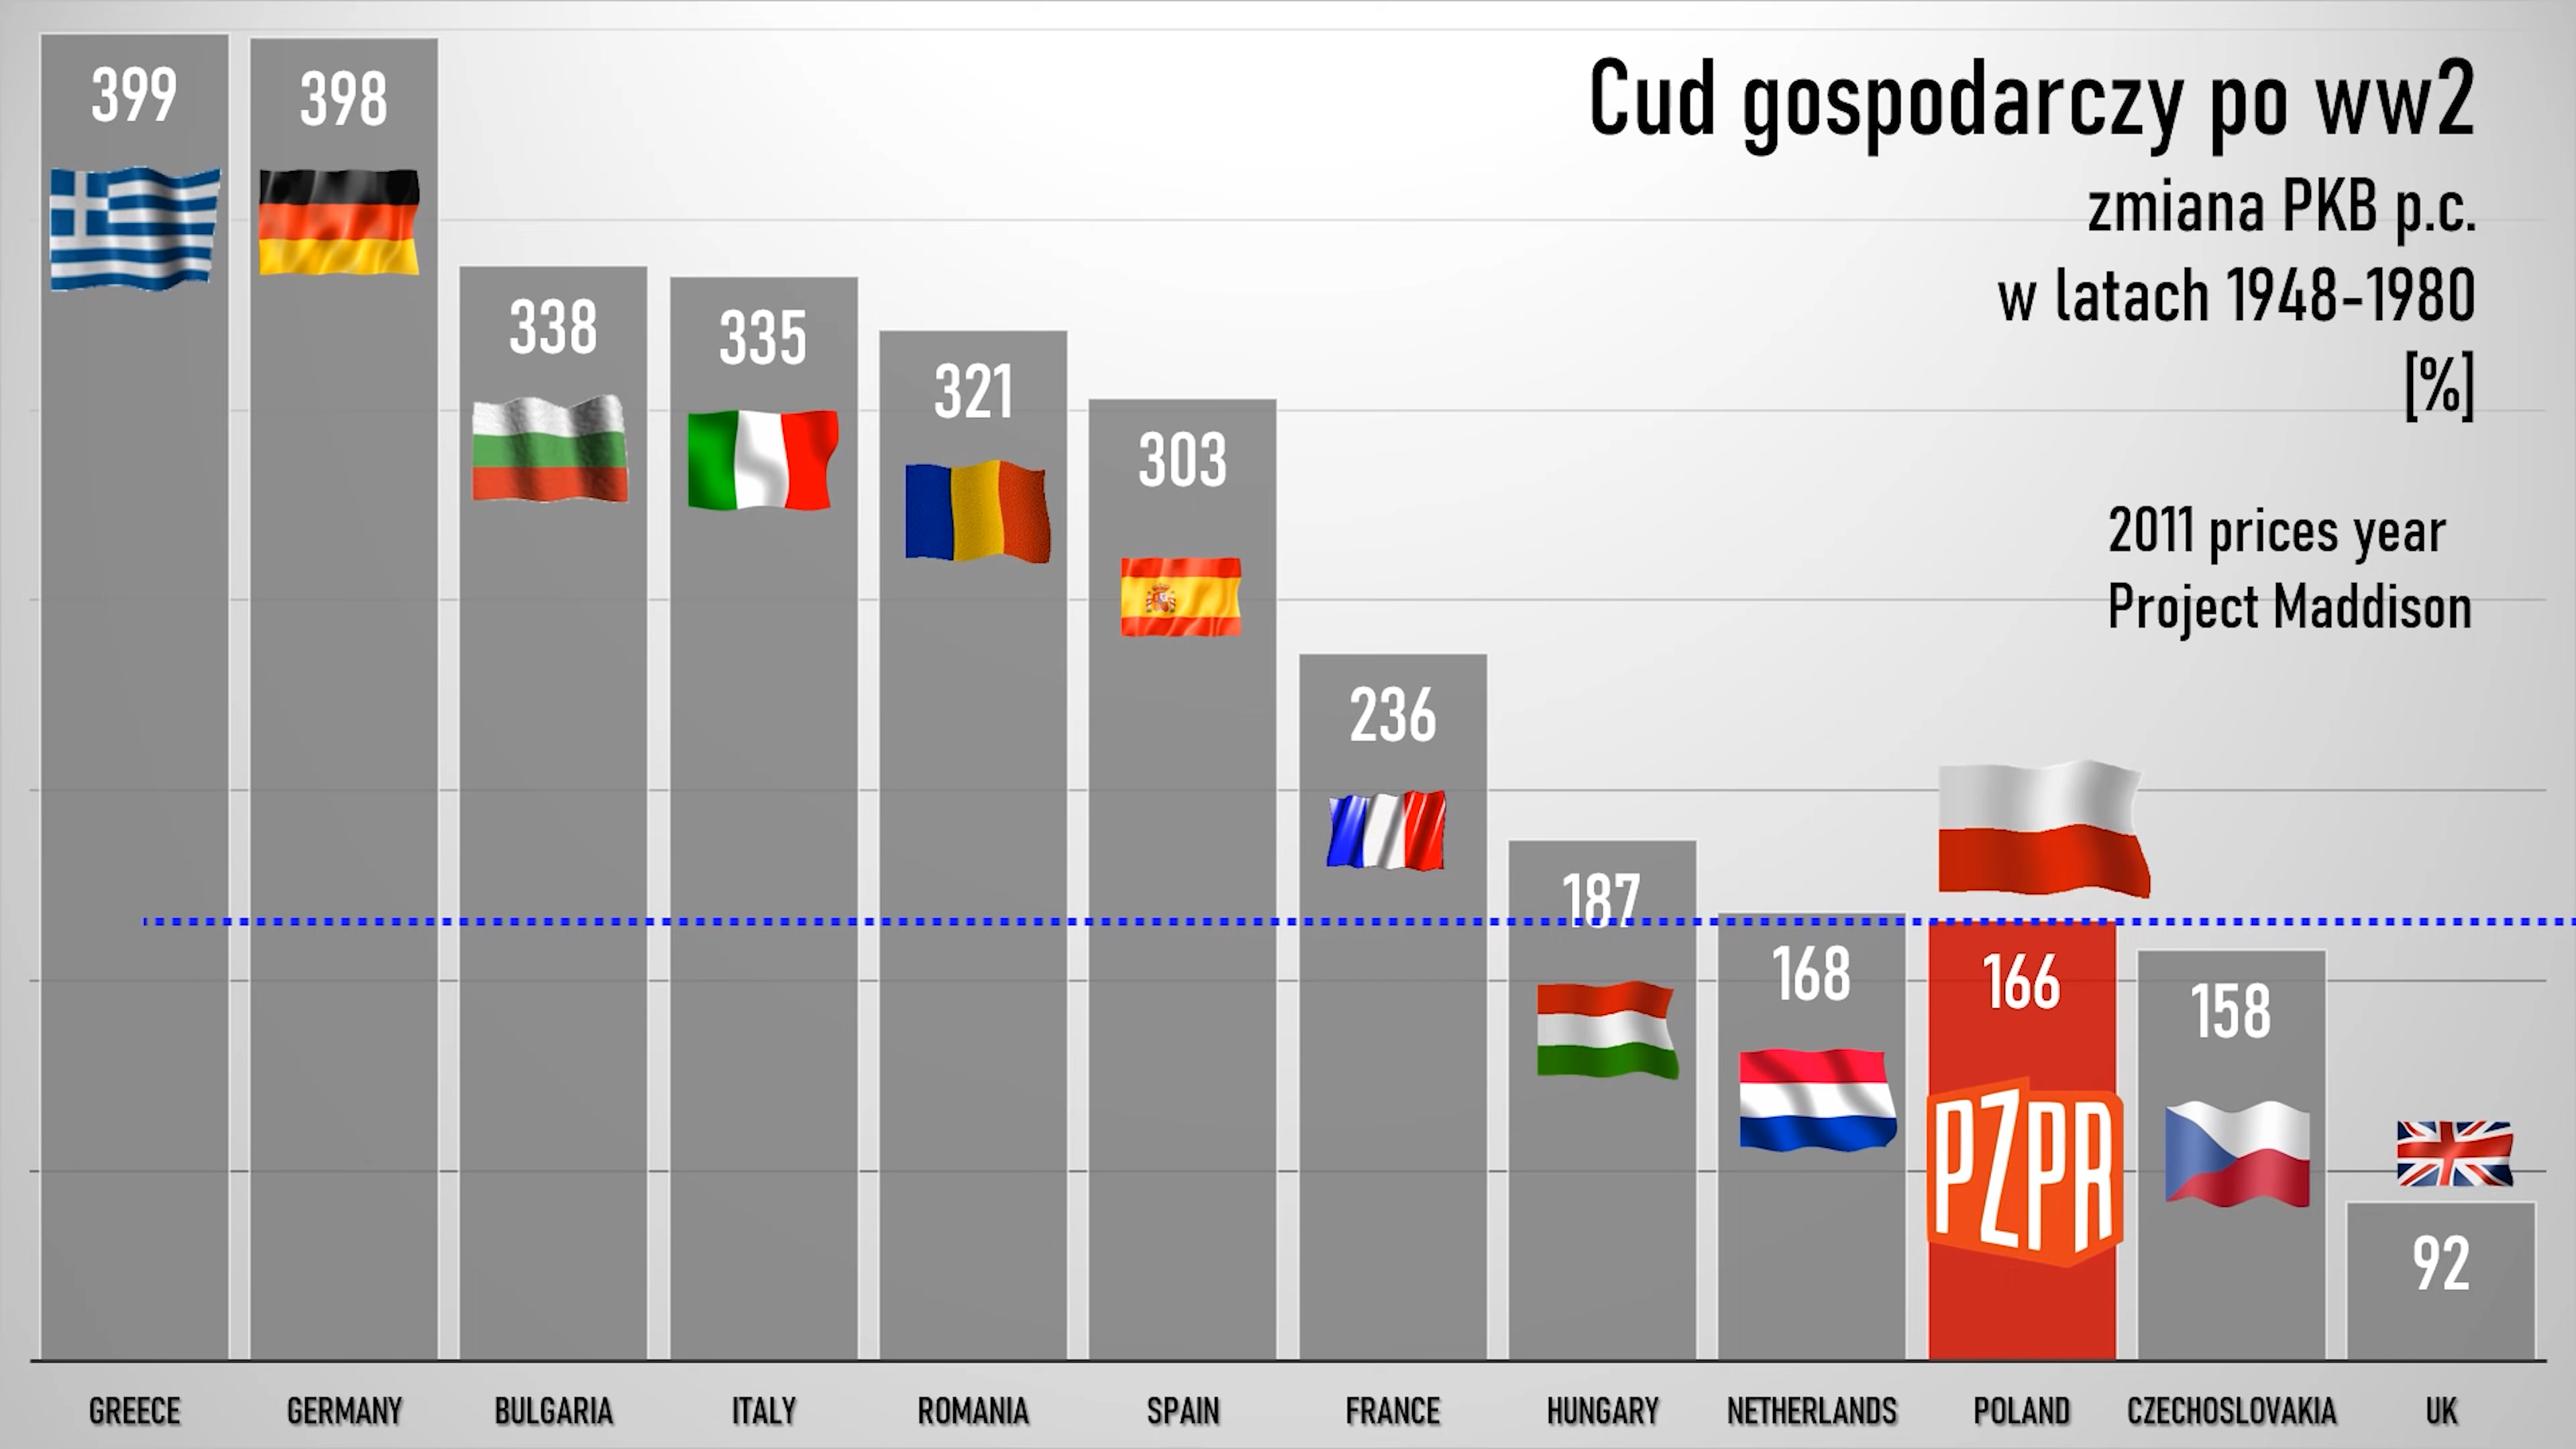 Cud gospodarczy po ww2
zmiana PKB p.c.
w latach 1948-1980
[%]
2011 prices year
Project Maddison
399
398
338
335
321
303
236
187
168
166
158
92
PZPR
GREECE
GERMANY
BULGARIA
ITALY
ROMANIA
SPAIN
FRANCE
HUNGARY
NETHERLANDS
POLAND
CZECHOSLOVAKIA
UK